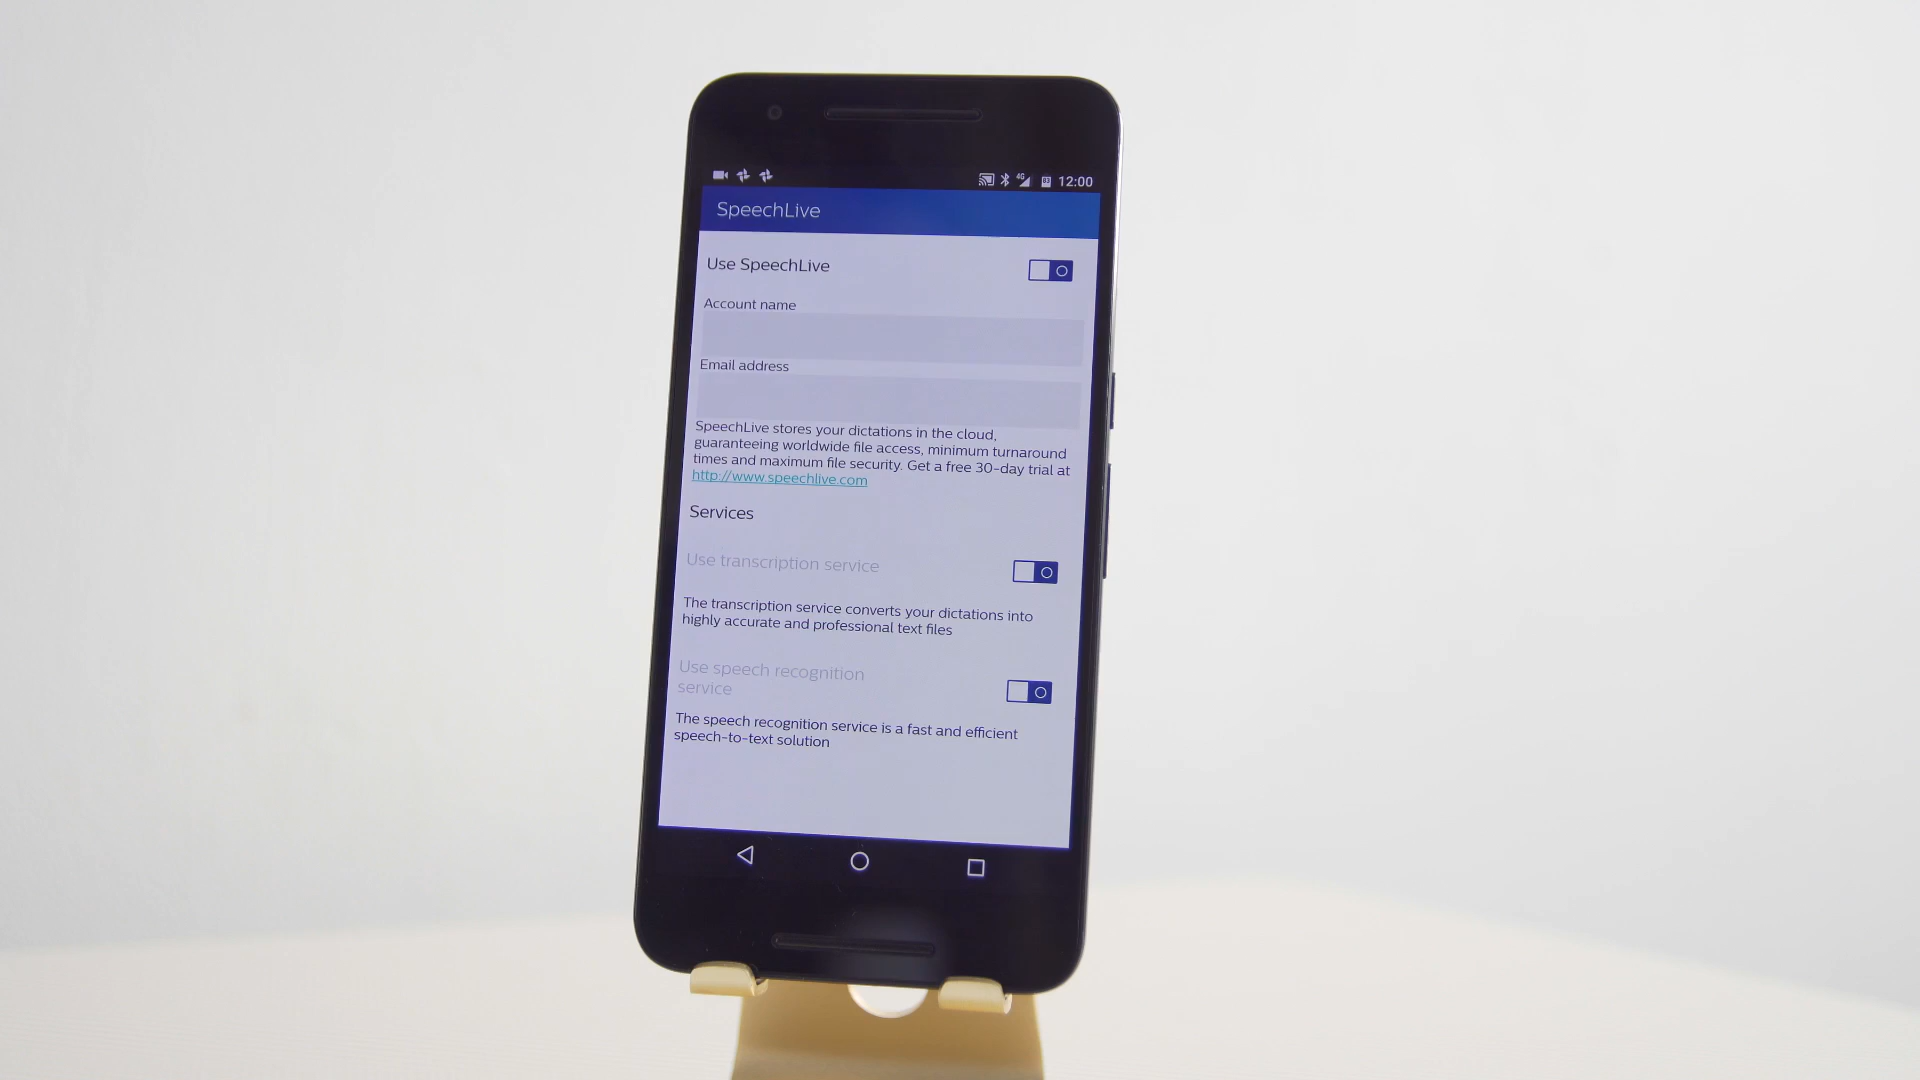 4G
83
12:00
SpeechLive
Use SpeechLive
Account name
Email address
SpeechLive stores your dictations in the cloud,
guaranteeing worldwide file access, minimum turnaround
times and maximum file security. Get a free 30-day trial at
http://www.speechlive.com
Services
Use transcription service
The transcription service converts your dictations into
highly accurate and professional text files
Use speech recognition
service
The speech recognition service is a fast and efficient
speech-to-text solution